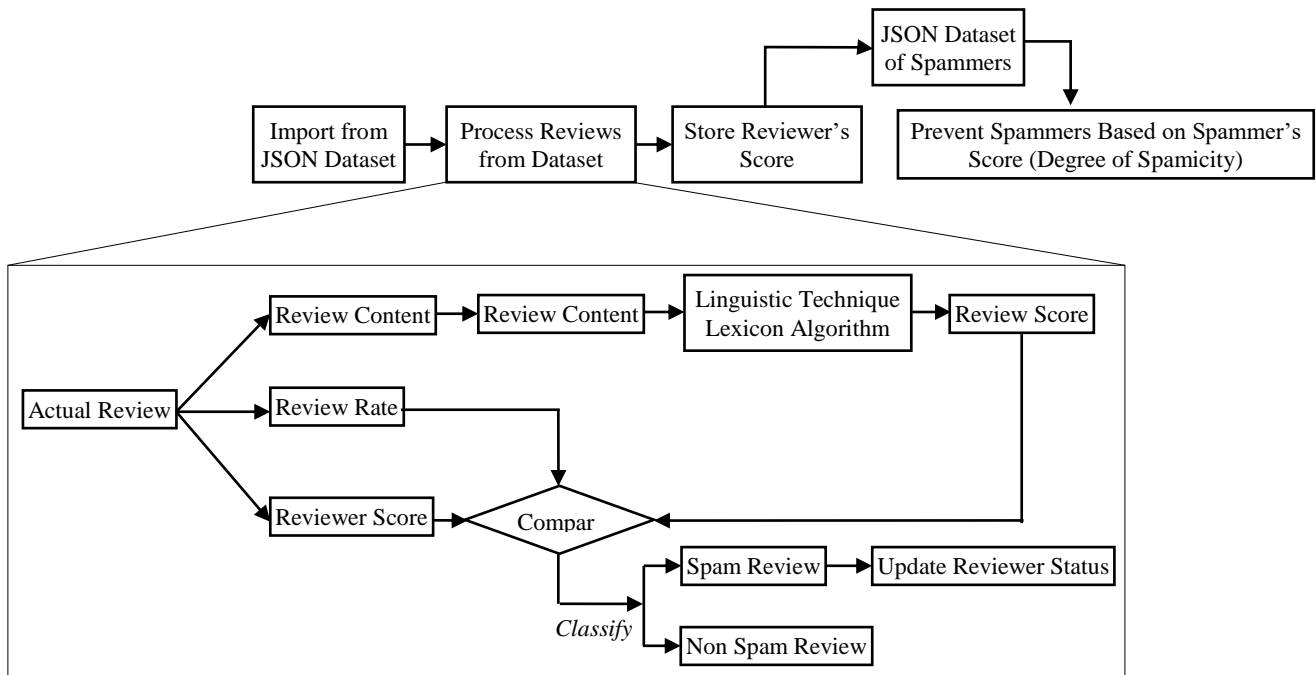 JSON Dataset
of Spammers
Import from
JSON Dataset
Process Reviews
from Dataset
Store Reviewer's
Score
Prevent Spammers Based on Spammer's
Score (Degree of Spamicity)
Review Content
Review Content
Linguistic Technique
Lexicon Algorithm
Review Score
Actual Review
Review Rate
Reviewer Score
Compar
Spam Review
Update Reviewer Status
Classify
Non Spam Review